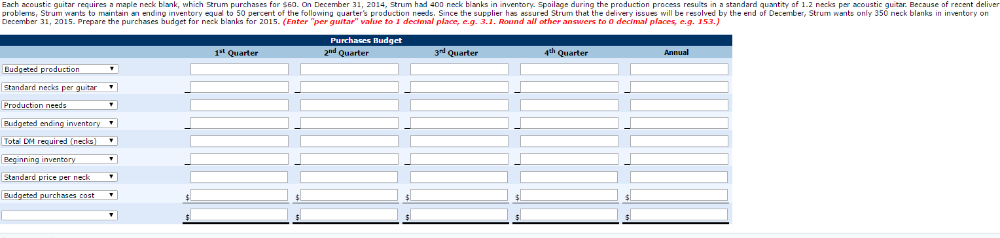 Each acoustic guitar requires a maple neck blank, which Strum purchases for $60. On December 31, 2014, Strum had 400 neck blanks in inventory. Spoilage during the production process results in a standard quantity of 1.2 necks per acoustic guitar. Because of recent deliver
problems, Strum wants to maintain an ending inventory equal to 50 percent of the following quarter's production needs. Since the supplier has assured Strum that the delivery issues will be resolved by the end of December, Strum wants only 350 neck blanks in inventory on
December 31, 2015. Prepare the purchases budget for neck blanks for 2015. (Enter "per guitar" value to 1 decimal place, e.g. 3.1. Round all other answers to 0 decimal places, e.g. 153.)
Purchases Budget
1st Quarter 2nd Quarter 3rd Quarter 4th Quarter Annual
Budgeted production
Standard necks per guitar
Production needs
Budgeted ending inventory
Total DM required (necks)
Beginning inventory
Standard price per neck
Budgeted purchases cost $ $ $ $ $
$ $ $ $ $